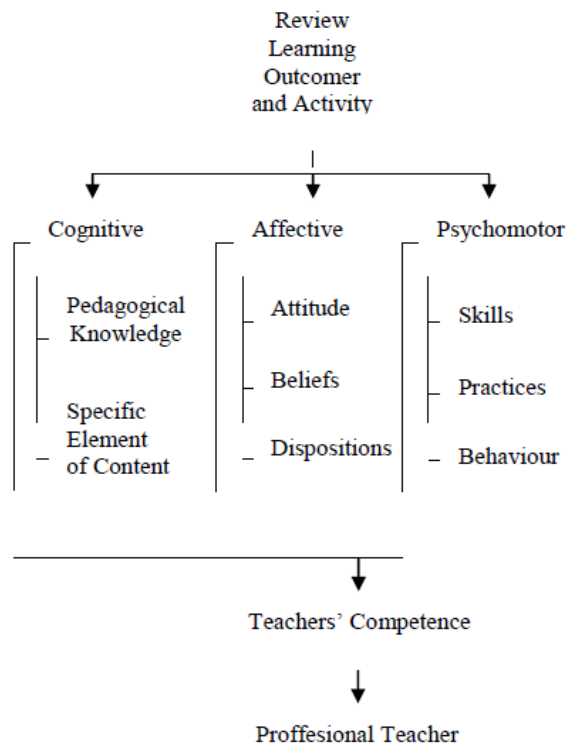 Review
Learning
Outcomer
and Activity
Cognitive
Affective
Psychomotor
Pedagogical
Knowledge
Specific
Element
of Content
Attitude
Beliefs
Dispositions
Skills
Practices
Behaviour
Teachers’ Competence
Proffesional Teacher